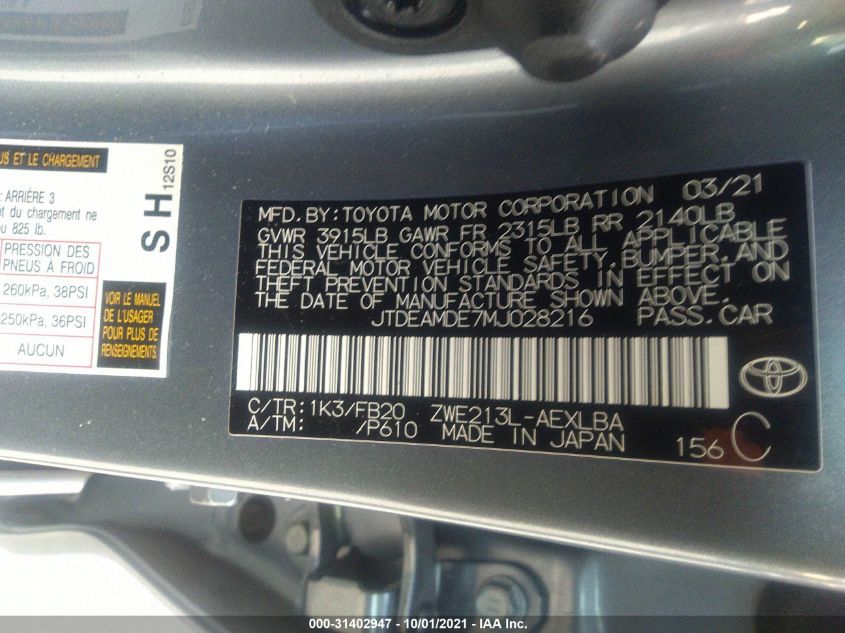 US ET LE CHARGEMENT
: ARRIÈRE 3
et du chargement ne
ou 825 lb.
PRESSION DES
PNEUS À FROID
260kPa, 38PSI
250kPa, 36PSI
AUCUN
VOIR LE MANUEL
DE L'USAGER
POUR PLUS DE
RENSEIGNEMENTS.
SH
12S10
MFD. BY: TOYOTA MOTOR CORPORATION 03/21
GVWR 3915LB GAWR FR 2315LB RR 2140LB
THIS VEHICLE CONFORMS TO ALL APPLICABLE
FEDERAL MOTOR VEHICLE SAFETY, BUMPER, AND
THEFT PREVENTION STANDARDS IN EFFECT ON
THE DATE OF MANUFACTURE SHOWN ABOVE.
JTDEAMDE7MJ028216 PASS. CAR
C/TR: 1K3/FB20 ZWE213L-AEXLBA
A/TM: /P610 MADE IN JAPAN
156 C
000-31402947 - 10/01/2021 - IAA Inc.